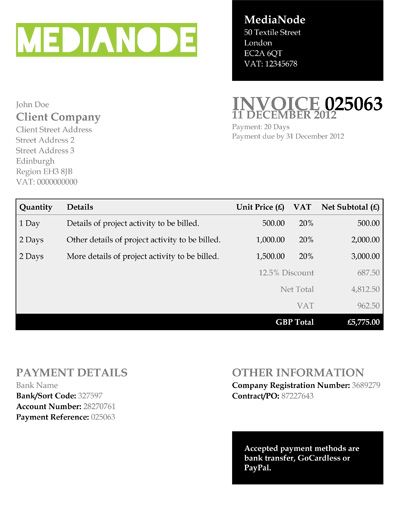 MEDIANODE
MediaNode
50 Textile Street
London
EC2A 6QT
VAT: 12345678
John Doe
Client Company
Client Street Address
Street Address 2
Street Address 3
Edinburgh
Region EH3 8JB
VAT: 0000000000
INVOICE 025063
11 DECEMBER 2012
Payment: 20 Days
Payment due by 31 December 2012
Quantity Details Unit Price (£) VAT Net Subtotal (£)
1 Day Details of project activity to be billed. 500.00 20% 500.00
2 Days Other details of project activity to be billed. 1,000.00 20% 2,000.00
2 Days More details of project activity to be billed. 1,500.00 20% 3,000.00
12.5% Discount 687.50
Net Total 4,812.50
VAT 962.50
GBP Total £5,775.00
PAYMENT DETAILS
Bank Name
Bank/Sort Code: 327597
Account Number: 28270761
Payment Reference: 025063
OTHER INFORMATION
Company Registration Number: 3689279
Contract/PO: 87227643
Accepted payment methods are
bank transfer, GoCardless or
PayPal.